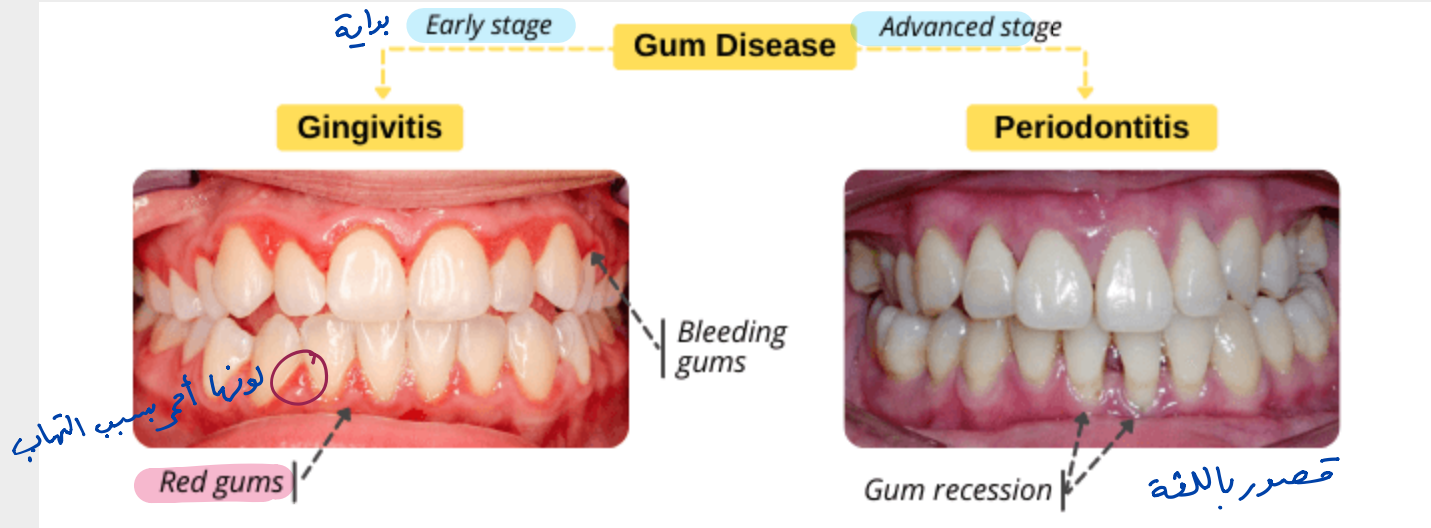 بداية
Early stage
Gum Disease
Advanced stage
Gingivitis
Periodontitis
Bleeding
gums
لونها أحمر بسبب التهاب
Red gums
Gum recession
قصور باللثة